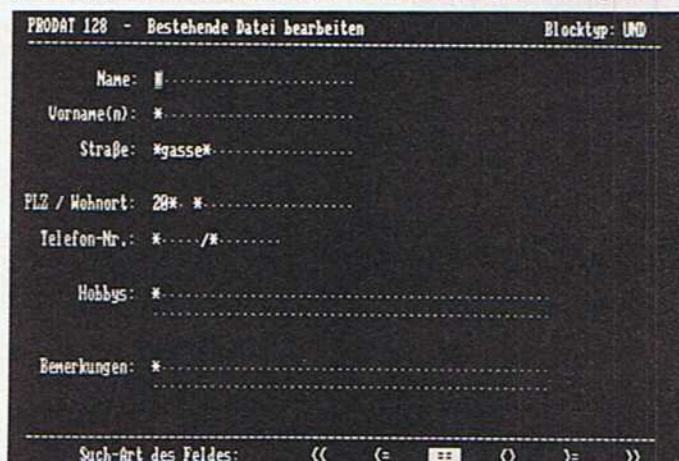 PRODAT 128 - Bestehende Datei bearbeiten Blocktyp: UND
Name: *
Vorname(n): *
Straße: *gasse*
PLZ / Wohnort: 20* *
Telefon-Nr.: */*
Hobbys: *
Bemerkungen: *
Such-Art des Feldes: (( (= == () )= ))